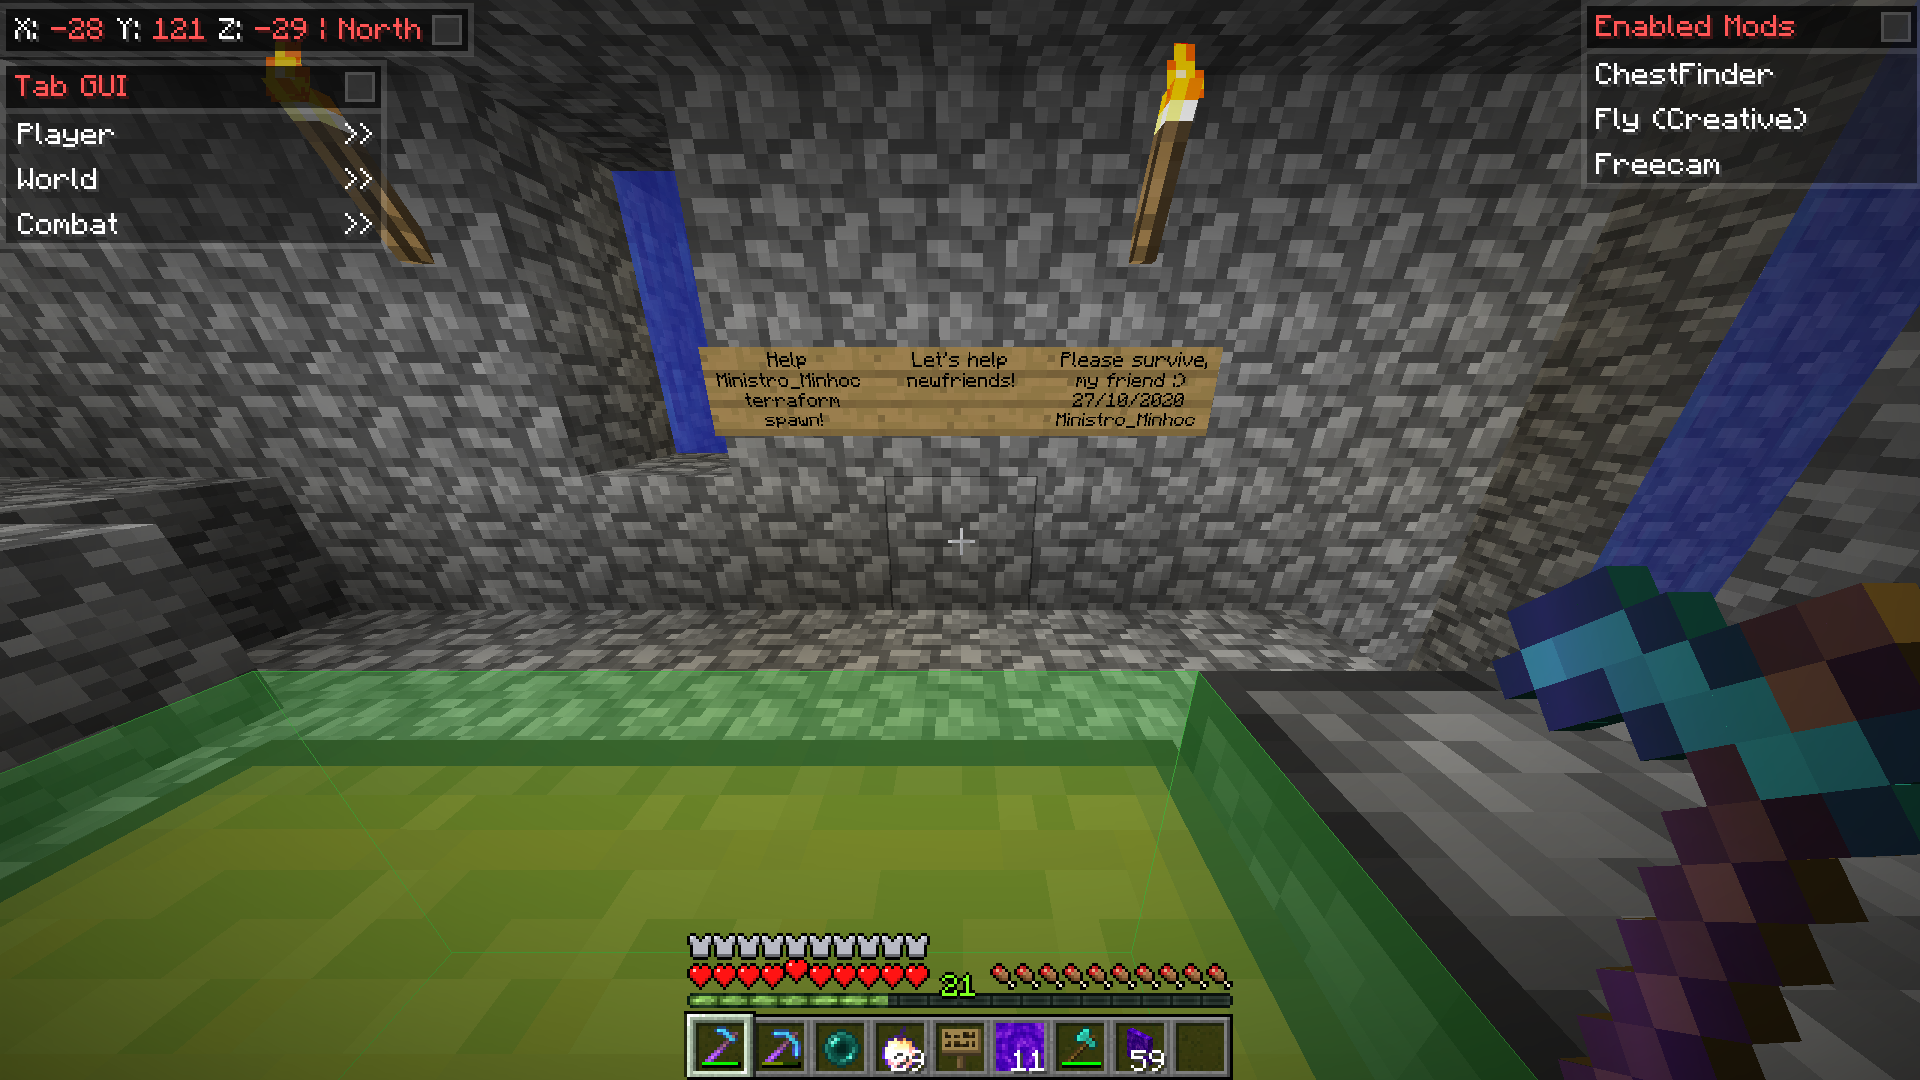 X: -28 Y: 121 Z: -29 | North
Tab GUI
Player >>
World >>
Combat >>
Enabled Mods
ChestFinder
Fly (Creative)
Freecam
Help
Ministro_Minhoc
terraform
spawn!
Let's help
newfriends!
Please survive,
my friend :)
27/10/2020
Ministro_Minhoc
21
11
59